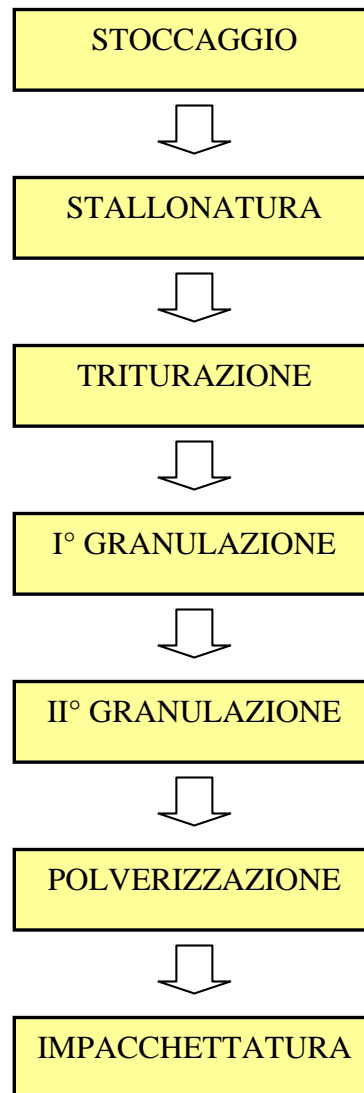 STOCCAGGIO
STALLONATURA
TRITURAZIONE
I° GRANULAZIONE
II° GRANULAZIONE
POLVERIZZAZIONE
IMPACCHETTATURA